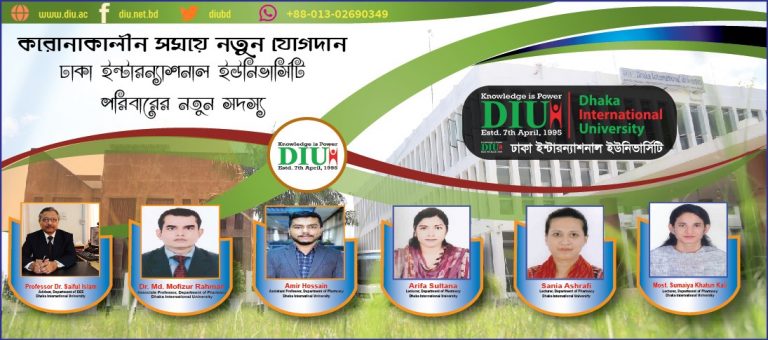 www.diu.ac
diu.net.bd
diubd
+88-013-02690349
করোনাকালীন সময়ে নতুন যোগদান
ঢাকা ইন্টারন্যাশনাল ইউনিভার্সিটি
পরিবারের নতুন সদস্য
Knowledge is Power
DIU
Estd. 7th April, 1995
Dhaka
International
University
DIU
ঢাকা ইন্টারন্যাশনাল ইউনিভার্সিটি
Knowledge is Power
DIU
Estd. 7th April, 1995
Professor Dr. Saiful Islam
Advisor, Department of EEE
Dhaka International University
Dr. Md. Mofizur Rahman
Associate Professor, Department of Pharmacy
Dhaka International University
Amir Hossain
Assistant Professor, Department of Pharmacy
Dhaka International University
Arifa Sultana
Lecturer, Department of Pharmacy
Dhaka International University
Sania Ashrafi
Lecturer, Department of Pharmacy
Dhaka International University
Most. Sumaiya Khatun Kali
Lecturer, Department of Pharmacy
Dhaka International University